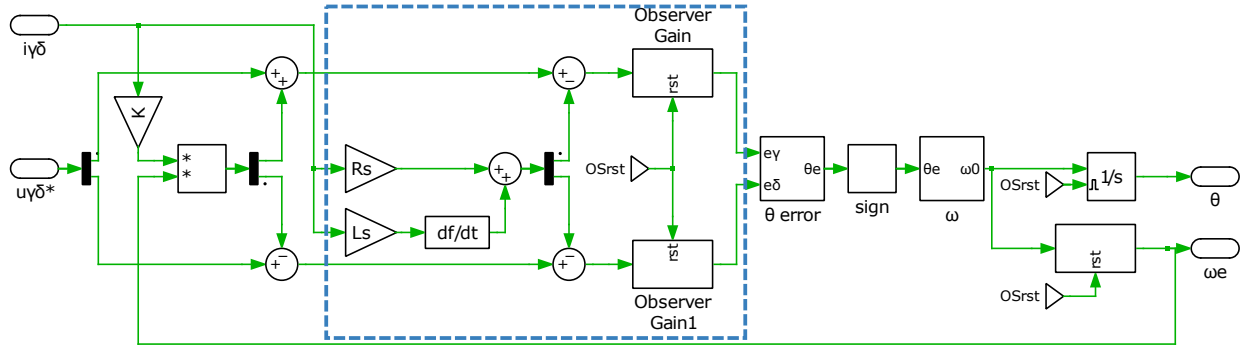 iγδ
uγδ*
K
*
*
+
+
+
−
Rs
Ls
df/dt
+
+
+
−
+
−
Observer
Gain
rst
OSrst
rst
Observer
Gain1
eγ
eδ
θe
θ error
sign
θe
ω0
ω
OSrst
1/s
θ
rst
OSrst
ωe